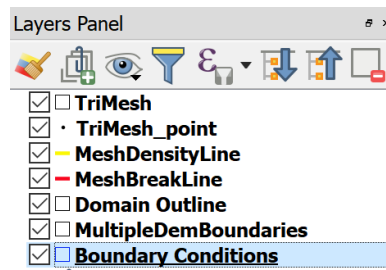 Layers Panel
TriMesh
TriMesh_point
MeshDensityLine
MeshBreakLine
Domain Outline
MultipleDemBoundaries
Boundary Conditions